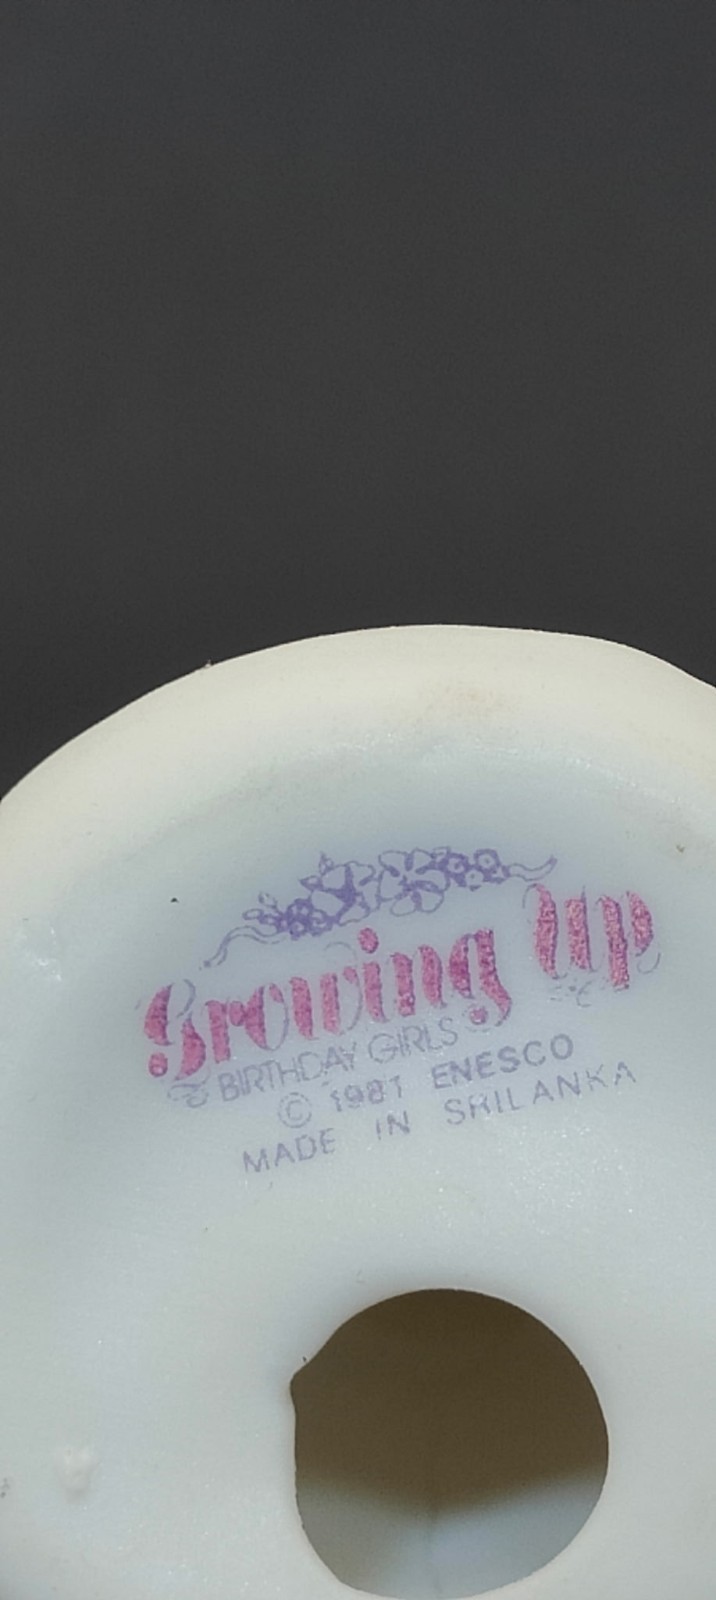 Growing Up
BIRTHDAY GIRLS
© 1981 ENESCO
MADE IN SRILANKA